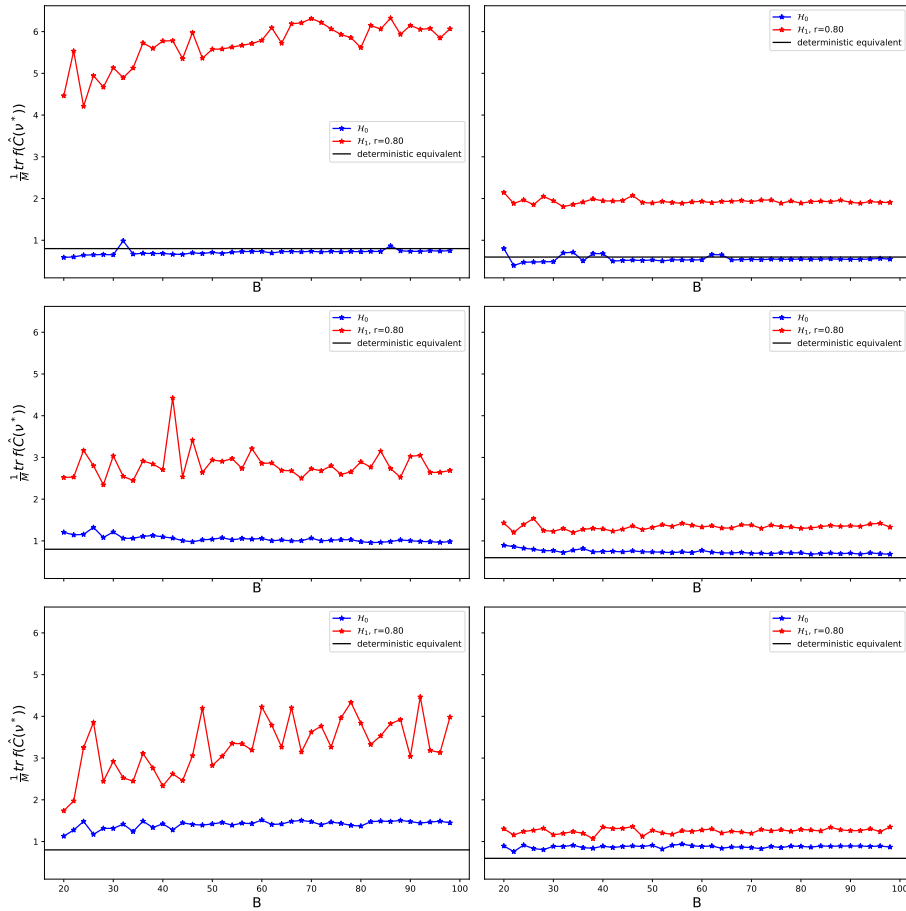 6
5
4
3
2
1
$\frac{1}{M}$ tr f(Ĉ(ν*))
ℋ₀
ℋ₁, r=0.80
deterministic equivalent
B
ℋ₀
ℋ₁, r=0.80
deterministic equivalent
B
6
5
4
3
2
1
$\frac{1}{M}$ tr f(Ĉ(ν*))
ℋ₀
ℋ₁, r=0.80
deterministic equivalent
B
ℋ₀
ℋ₁, r=0.80
deterministic equivalent
B
6
5
4
3
2
1
$\frac{1}{M}$ tr f(Ĉ(ν*))
ℋ₀
ℋ₁, r=0.80
deterministic equivalent
20 30 40 50 60 70 80 90 100
B
ℋ₀
ℋ₁, r=0.80
deterministic equivalent
20 30 40 50 60 70 80 90 100
B